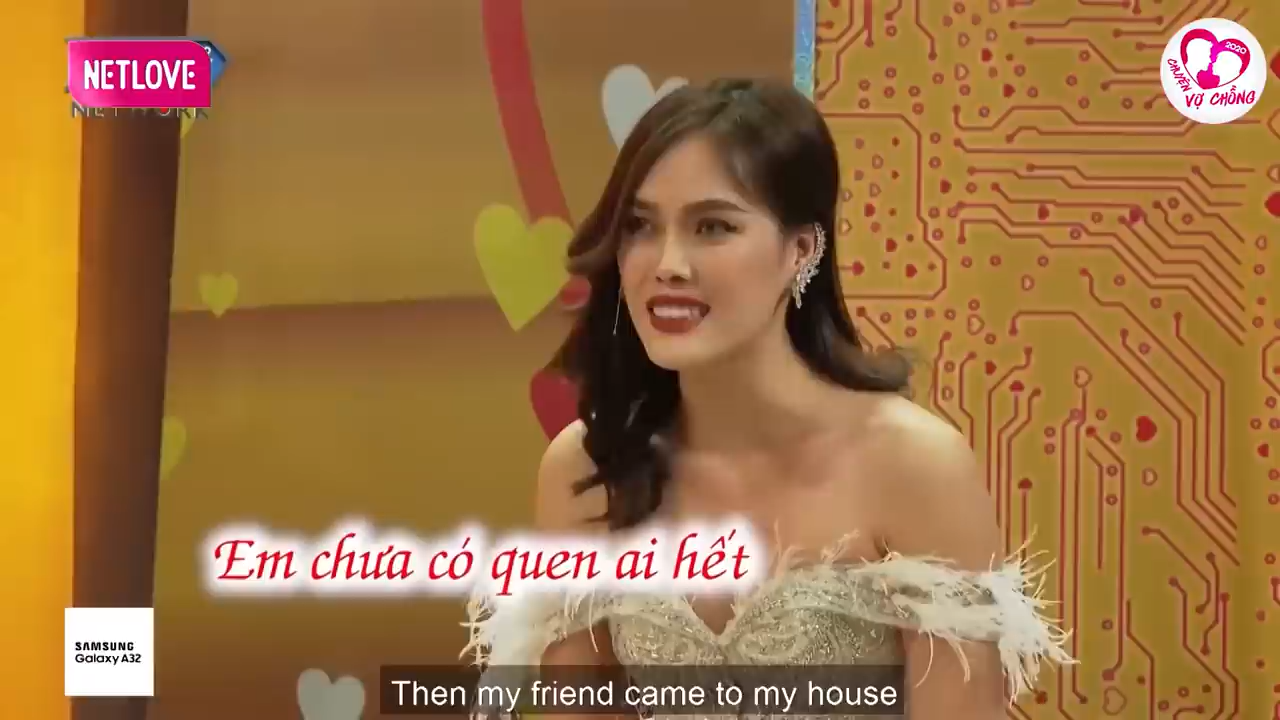 NETLOVE
NETWORK
2020
CHUYỆN
VỢ CHỒNG
Em chưa có quen ai hết
SAMSUNG
Galaxy A32
Then my friend came to my house